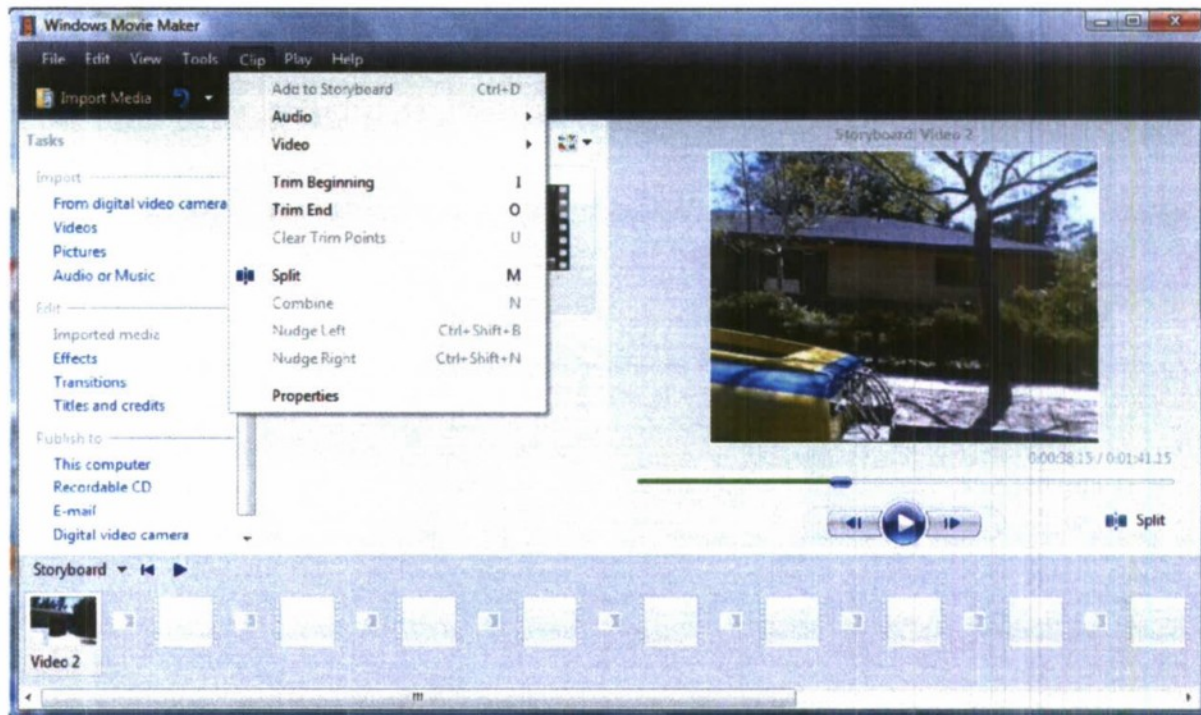 Windows Movie Maker
File Edit View Tools Clip Play Help
Import Media
Add to Storyboard Ctrl+D
Audio
Video
Trim Beginning I
Trim End O
Clear Trim Points U
Split M
Combine N
Nudge Left Ctrl+Shift+B
Nudge Right Ctrl+Shift+N
Properties
Tasks
Import
From digital video camera
Videos
Pictures
Audio or Music
Edit
Imported media
Effects
Transitions
Titles and credits
Publish to
This computer
Recordable CD
E-mail
Digital video camera
Storyboard: Video 2
0:00:38.15 / 0:01:41.15
Split
Storyboard
Video 2